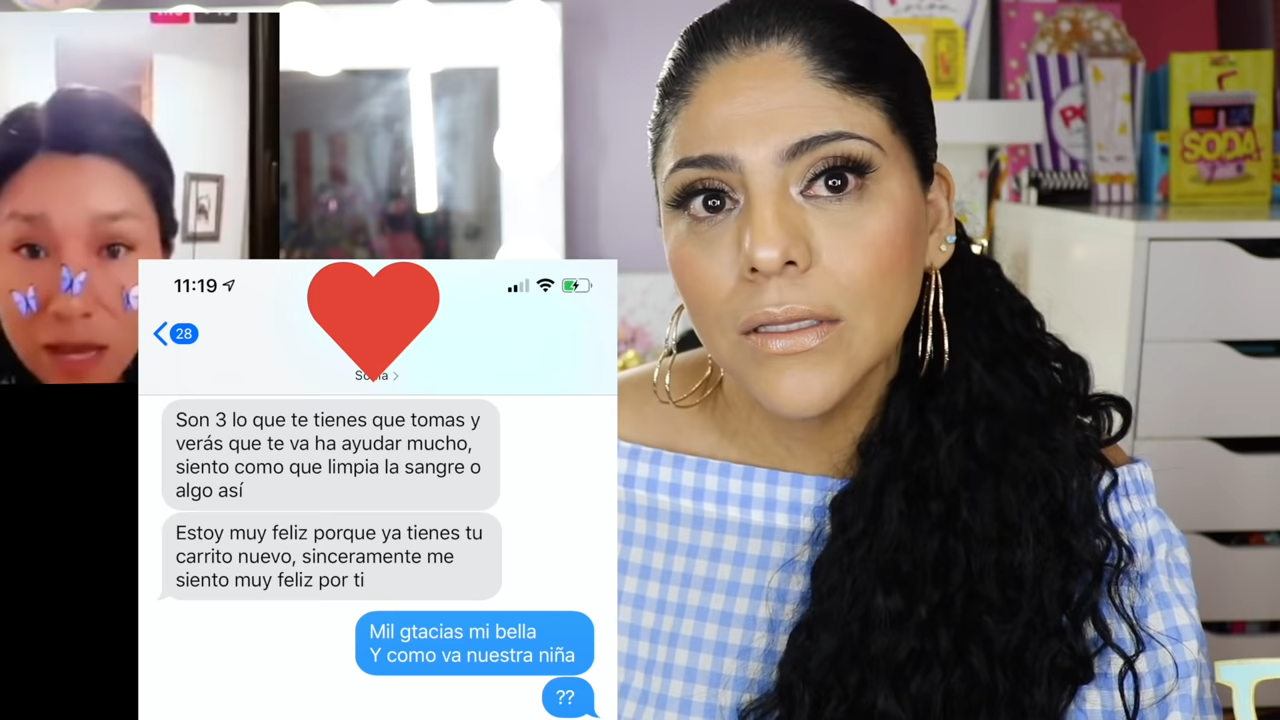 11:19
28
Son 3 lo que te tienes que tomas y
verás que te va ha ayudar mucho,
siento como que limpia la sangre o
algo así
Estoy muy feliz porque ya tienes tu
carrito nuevo, sinceramente me
siento muy feliz por ti
Mil gtacias mi bella
Y como va nuestra niña
??
SODA